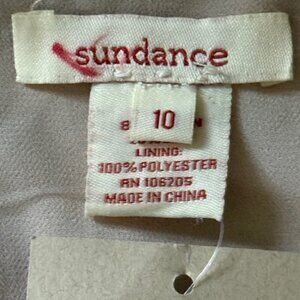 sundance
10
LINING:
100% POLYESTER
RN 106205
MADE IN CHINA